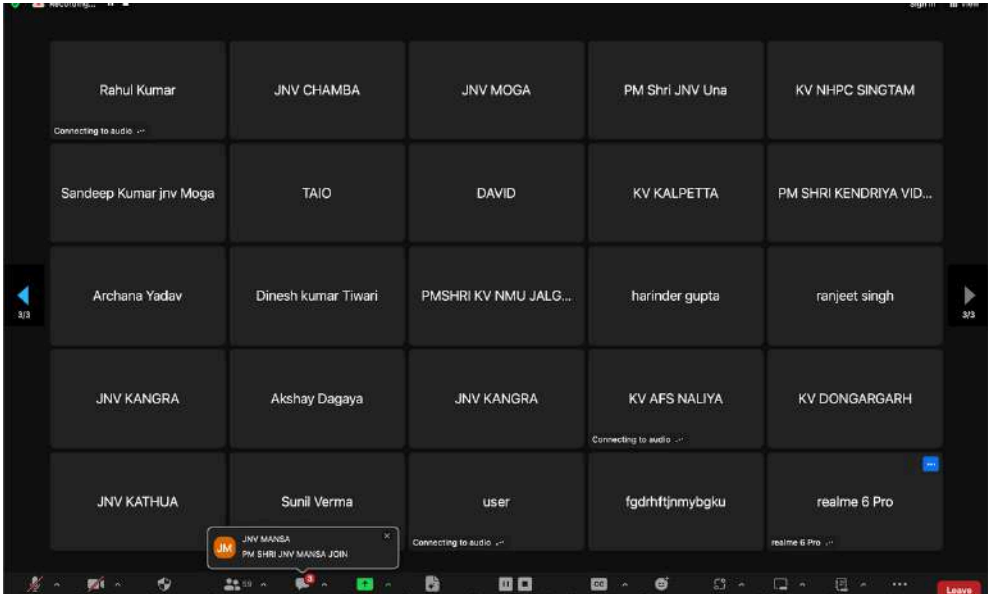 Recording...
Sign in
View
Rahul Kumar
Connecting to audio
JNV CHAMBA
JNV MOGA
PM Shri JNV Una
KV NHPC SINGTAM
Sandeep Kumar jnv Moga
TAIO
DAVID
KV KALPETTA
PM SHRI KENDRIYA VID...
Archana Yadav
Dinesh kumar Tiwari
PMSHRI KV NMU JALG...
harinder gupta
ranjeet singh
3/3
3/3
JNV KANGRA
Akshay Dagaya
JNV KANGRA
KV AFS NALIYA
Connecting to audio
KV DONGARGARH
JNV KATHUA
Sunil Verma
user
Connecting to audio
fgdrhftjnmybgku
realme 6 Pro
realme 6 Pro
JM
JNV MANSA
PM SHRI JNV MANSA JOIN
59
3
CC
Leave